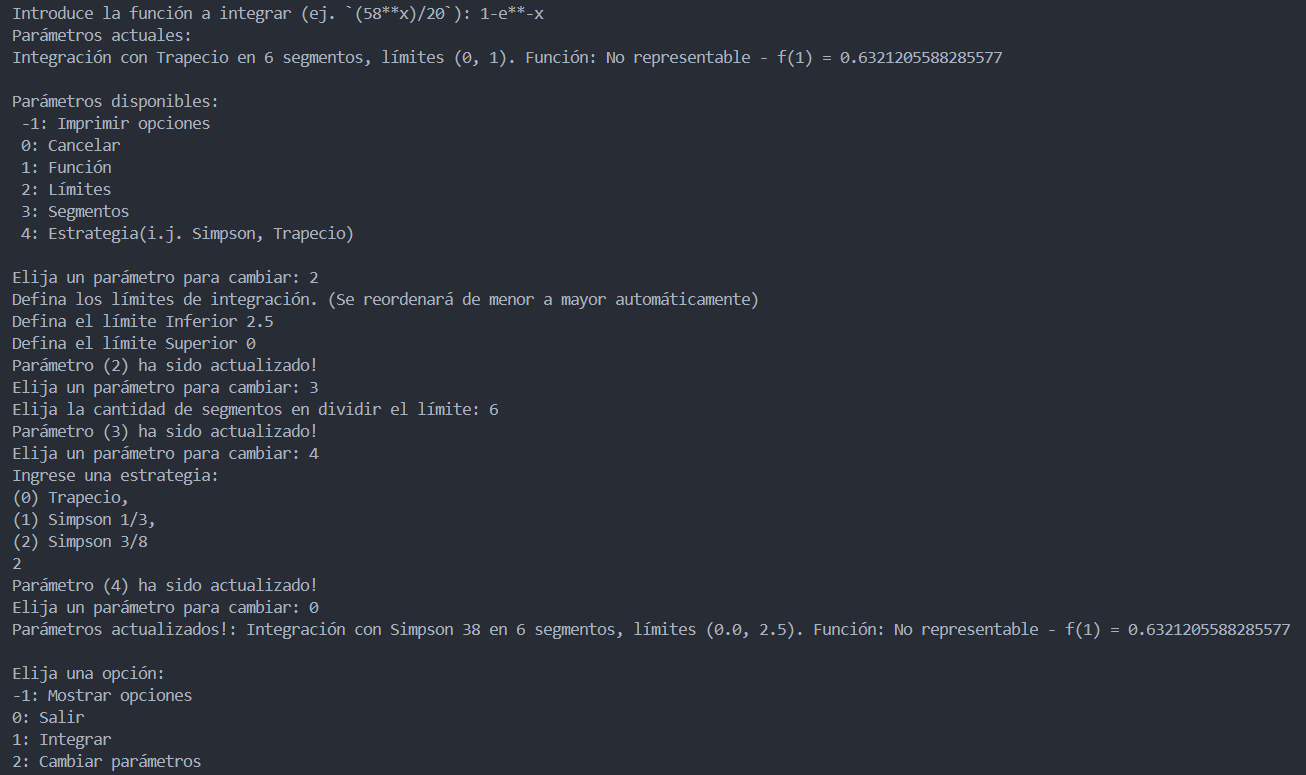 Introduce la función a integrar (ej. `(58**x)/20`): 1-e**-x
Parámetros actuales:
Integración con Trapecio en 6 segmentos, límites (0, 1). Función: No representable - f(1) = 0.6321205588285577
Parámetros disponibles:
-1: Imprimir opciones
0: Cancelar
1: Función
2: Límites
3: Segmentos
4: Estrategia(i.j. Simpson, Trapecio)
Elija un parámetro para cambiar: 2
Defina los límites de integración. (Se reordenará de menor a mayor automáticamente)
Defina el límite Inferior 2.5
Defina el límite Superior 0
Parámetro (2) ha sido actualizado!
Elija un parámetro para cambiar: 3
Elija la cantidad de segmentos en dividir el límite: 6
Parámetro (3) ha sido actualizado!
Elija un parámetro para cambiar: 4
Ingrese una estrategia:
(0) Trapecio,
(1) Simpson 1/3,
(2) Simpson 3/8
2
Parámetro (4) ha sido actualizado!
Elija un parámetro para cambiar: 0
Parámetros actualizados!: Integración con Simpson 38 en 6 segmentos, límites (0.0, 2.5). Función: No representable - f(1) = 0.6321205588285577
Elija una opción:
-1: Mostrar opciones
0: Salir
1: Integrar
2: Cambiar parámetros